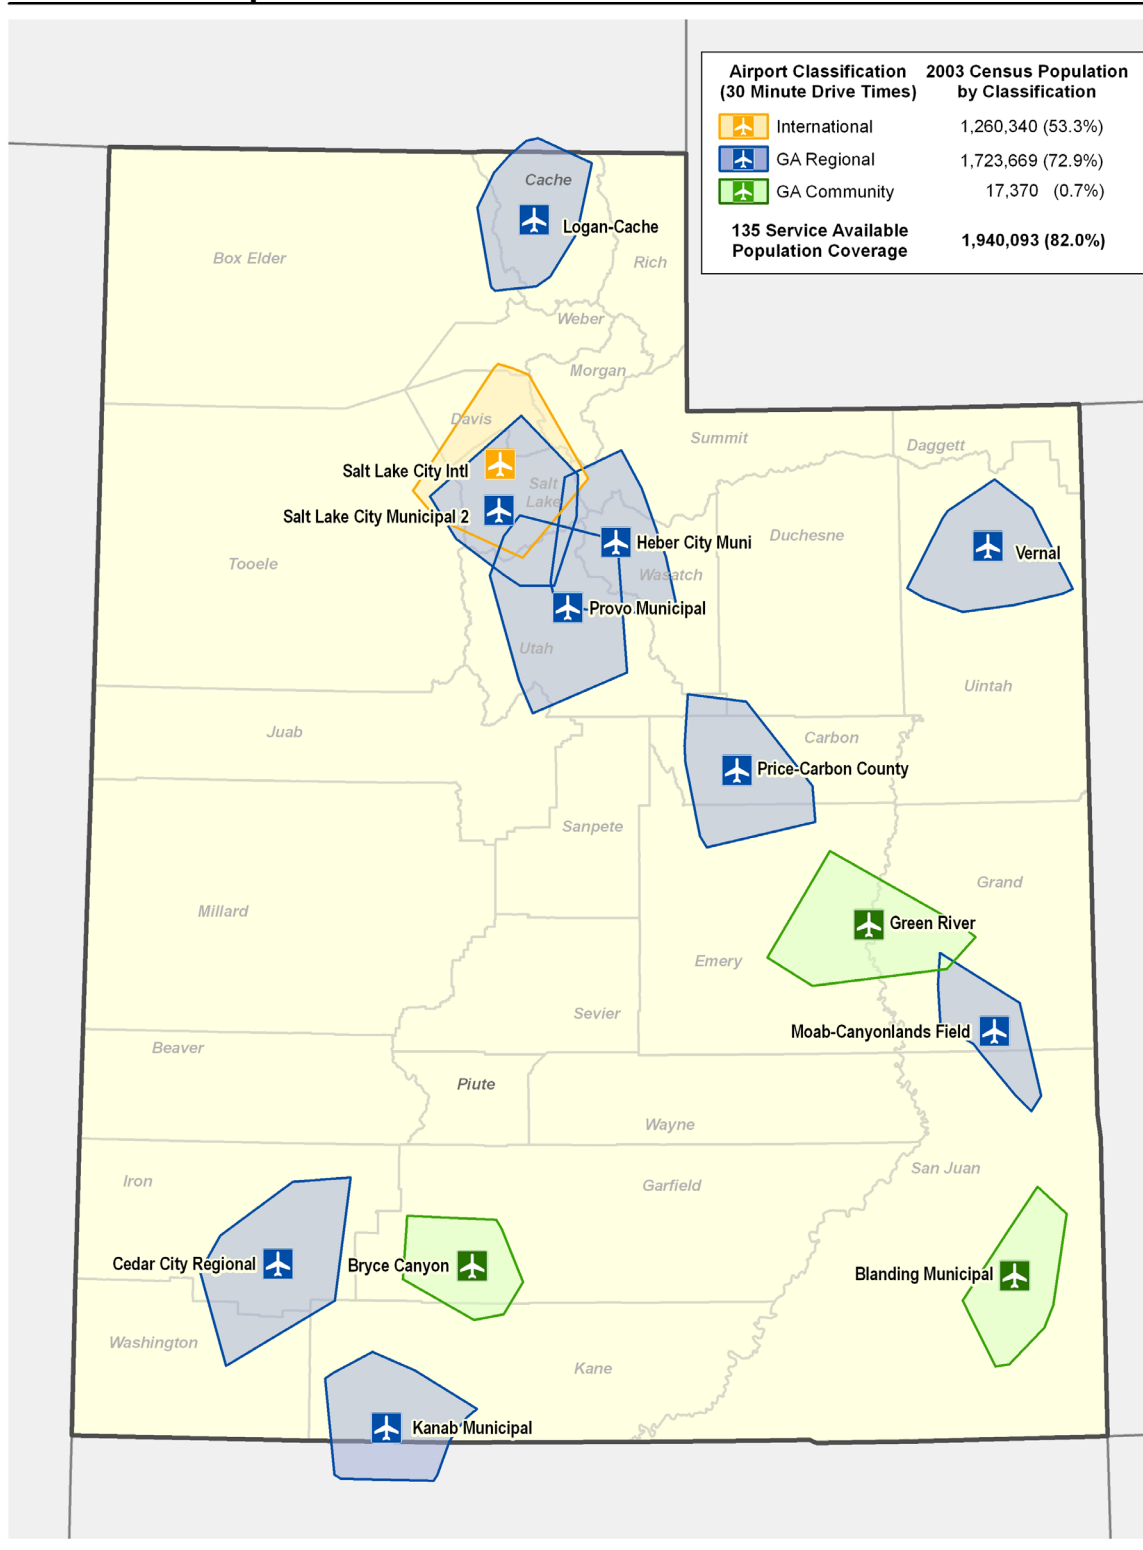 Airport Classification
(30 Minute Drive Times)
2003 Census Population
by Classification
International
1,260,340 (53.3%)
GA Regional
1,723,669 (72.9%)
GA Community
17,370 (0.7%)
135 Service Available
Population Coverage
1,940,093 (82.0%)
Cache
Logan-Cache
Box Elder
Rich
Weber
Morgan
Davis
Summit
Daggett
Salt Lake City Intl
Salt
Lake
Salt Lake City Municipal 2
Heber City Muni
Duchesne
Vernal
Tooele
Wasatch
Provo Municipal
Utah
Uintah
Juab
Carbon
Price-Carbon County
Sanpete
Grand
Millard
Green River
Emery
Sevier
Moab-Canyonlands Field
Beaver
Piute
Wayne
San Juan
Iron
Garfield
Cedar City Regional
Bryce Canyon
Blanding Municipal
Washington
Kane
Kanab Municipal